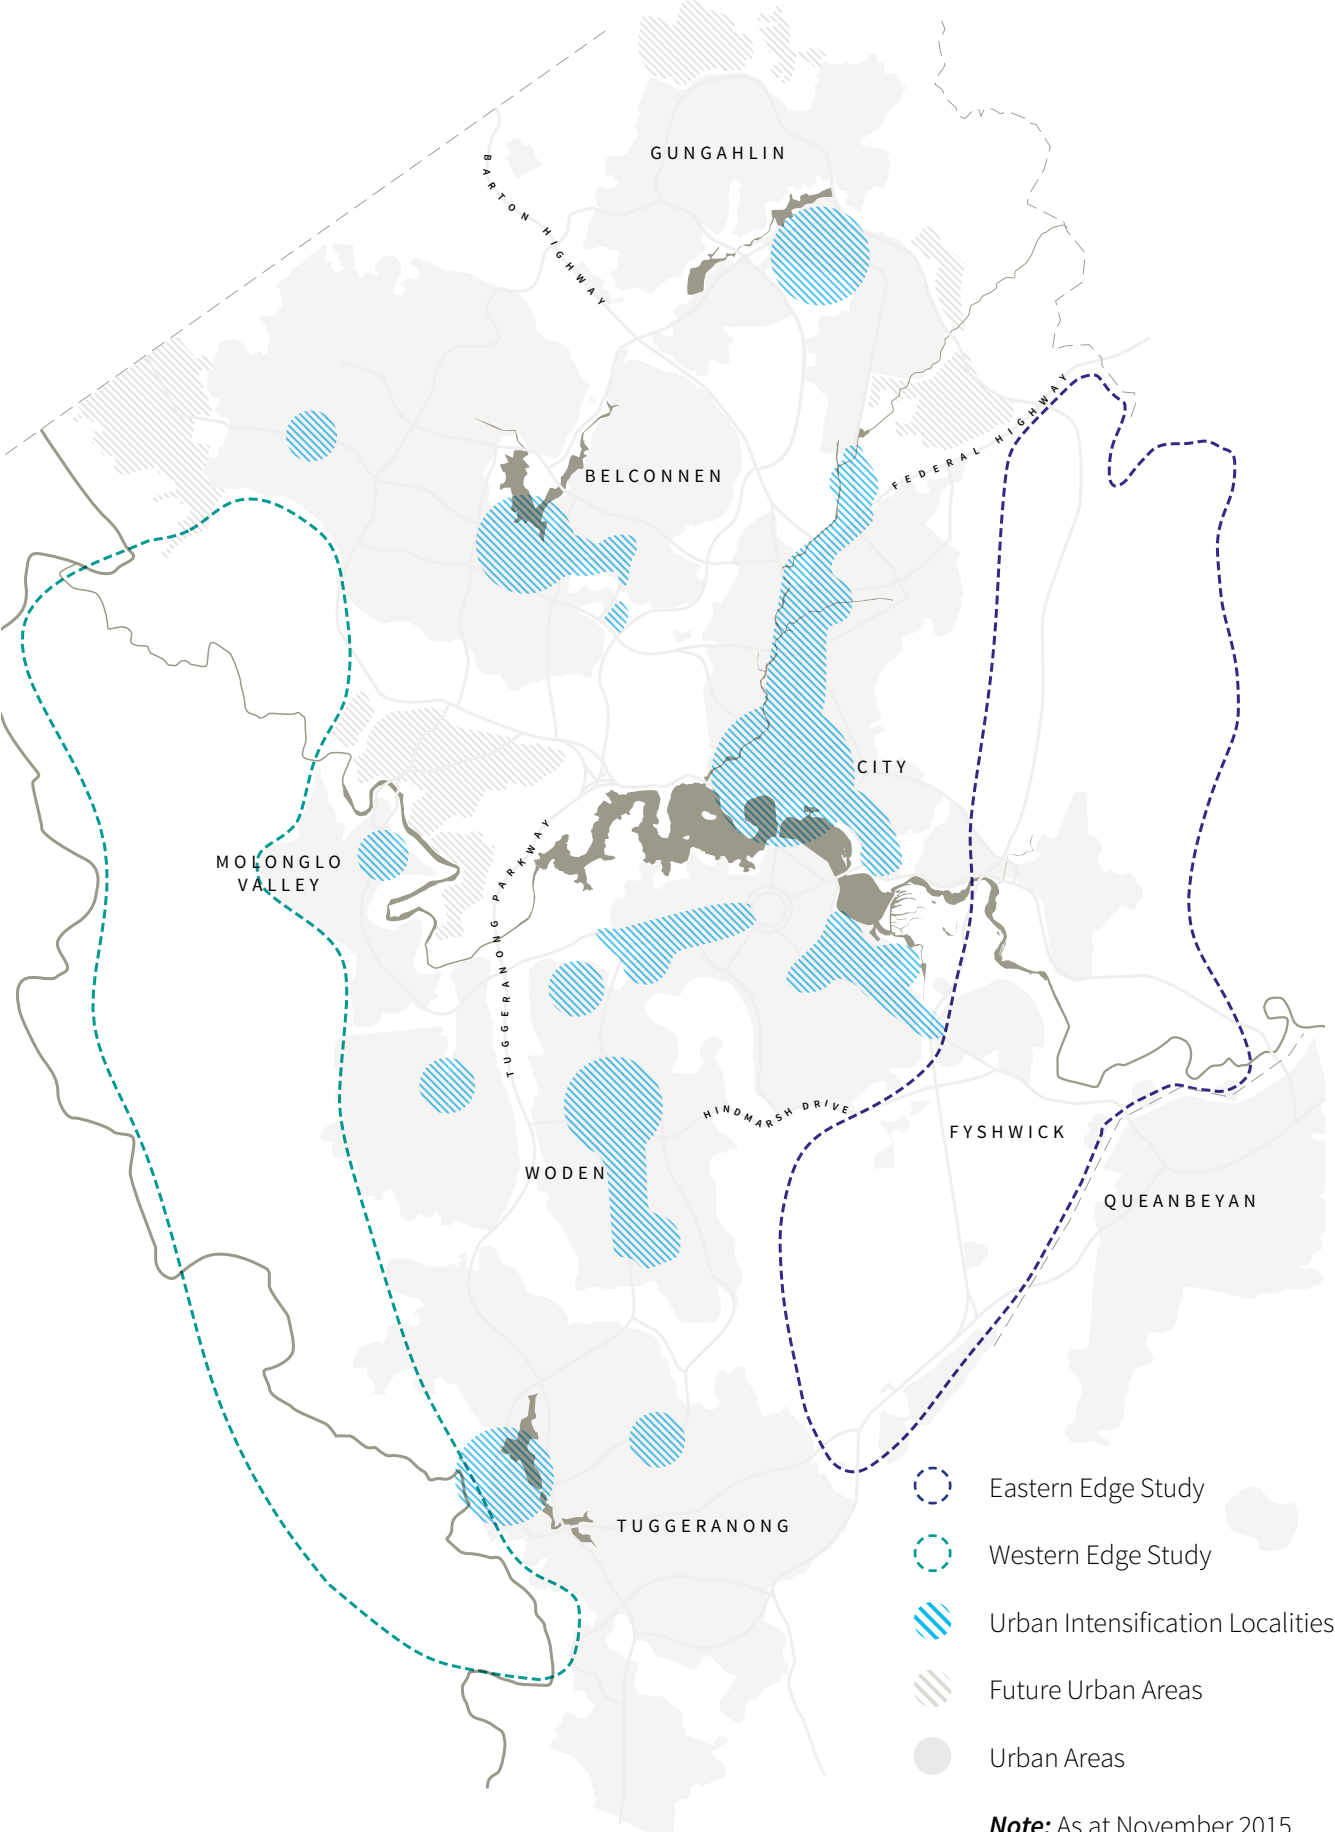 GUNGAHLIN
BARTON HIGHWAY
BELCONNEN
FEDERAL HIGHWAY
CITY
MOLONGLO
VALLEY
TUGGERANONG PARKWAY
HINDMARSH DRIVE
FYSHWICK
WODEN
QUEANBEYAN
TUGGERANONG
Eastern Edge Study
Western Edge Study
Urban Intensification Localities
Future Urban Areas
Urban Areas
Note: As at November 2015